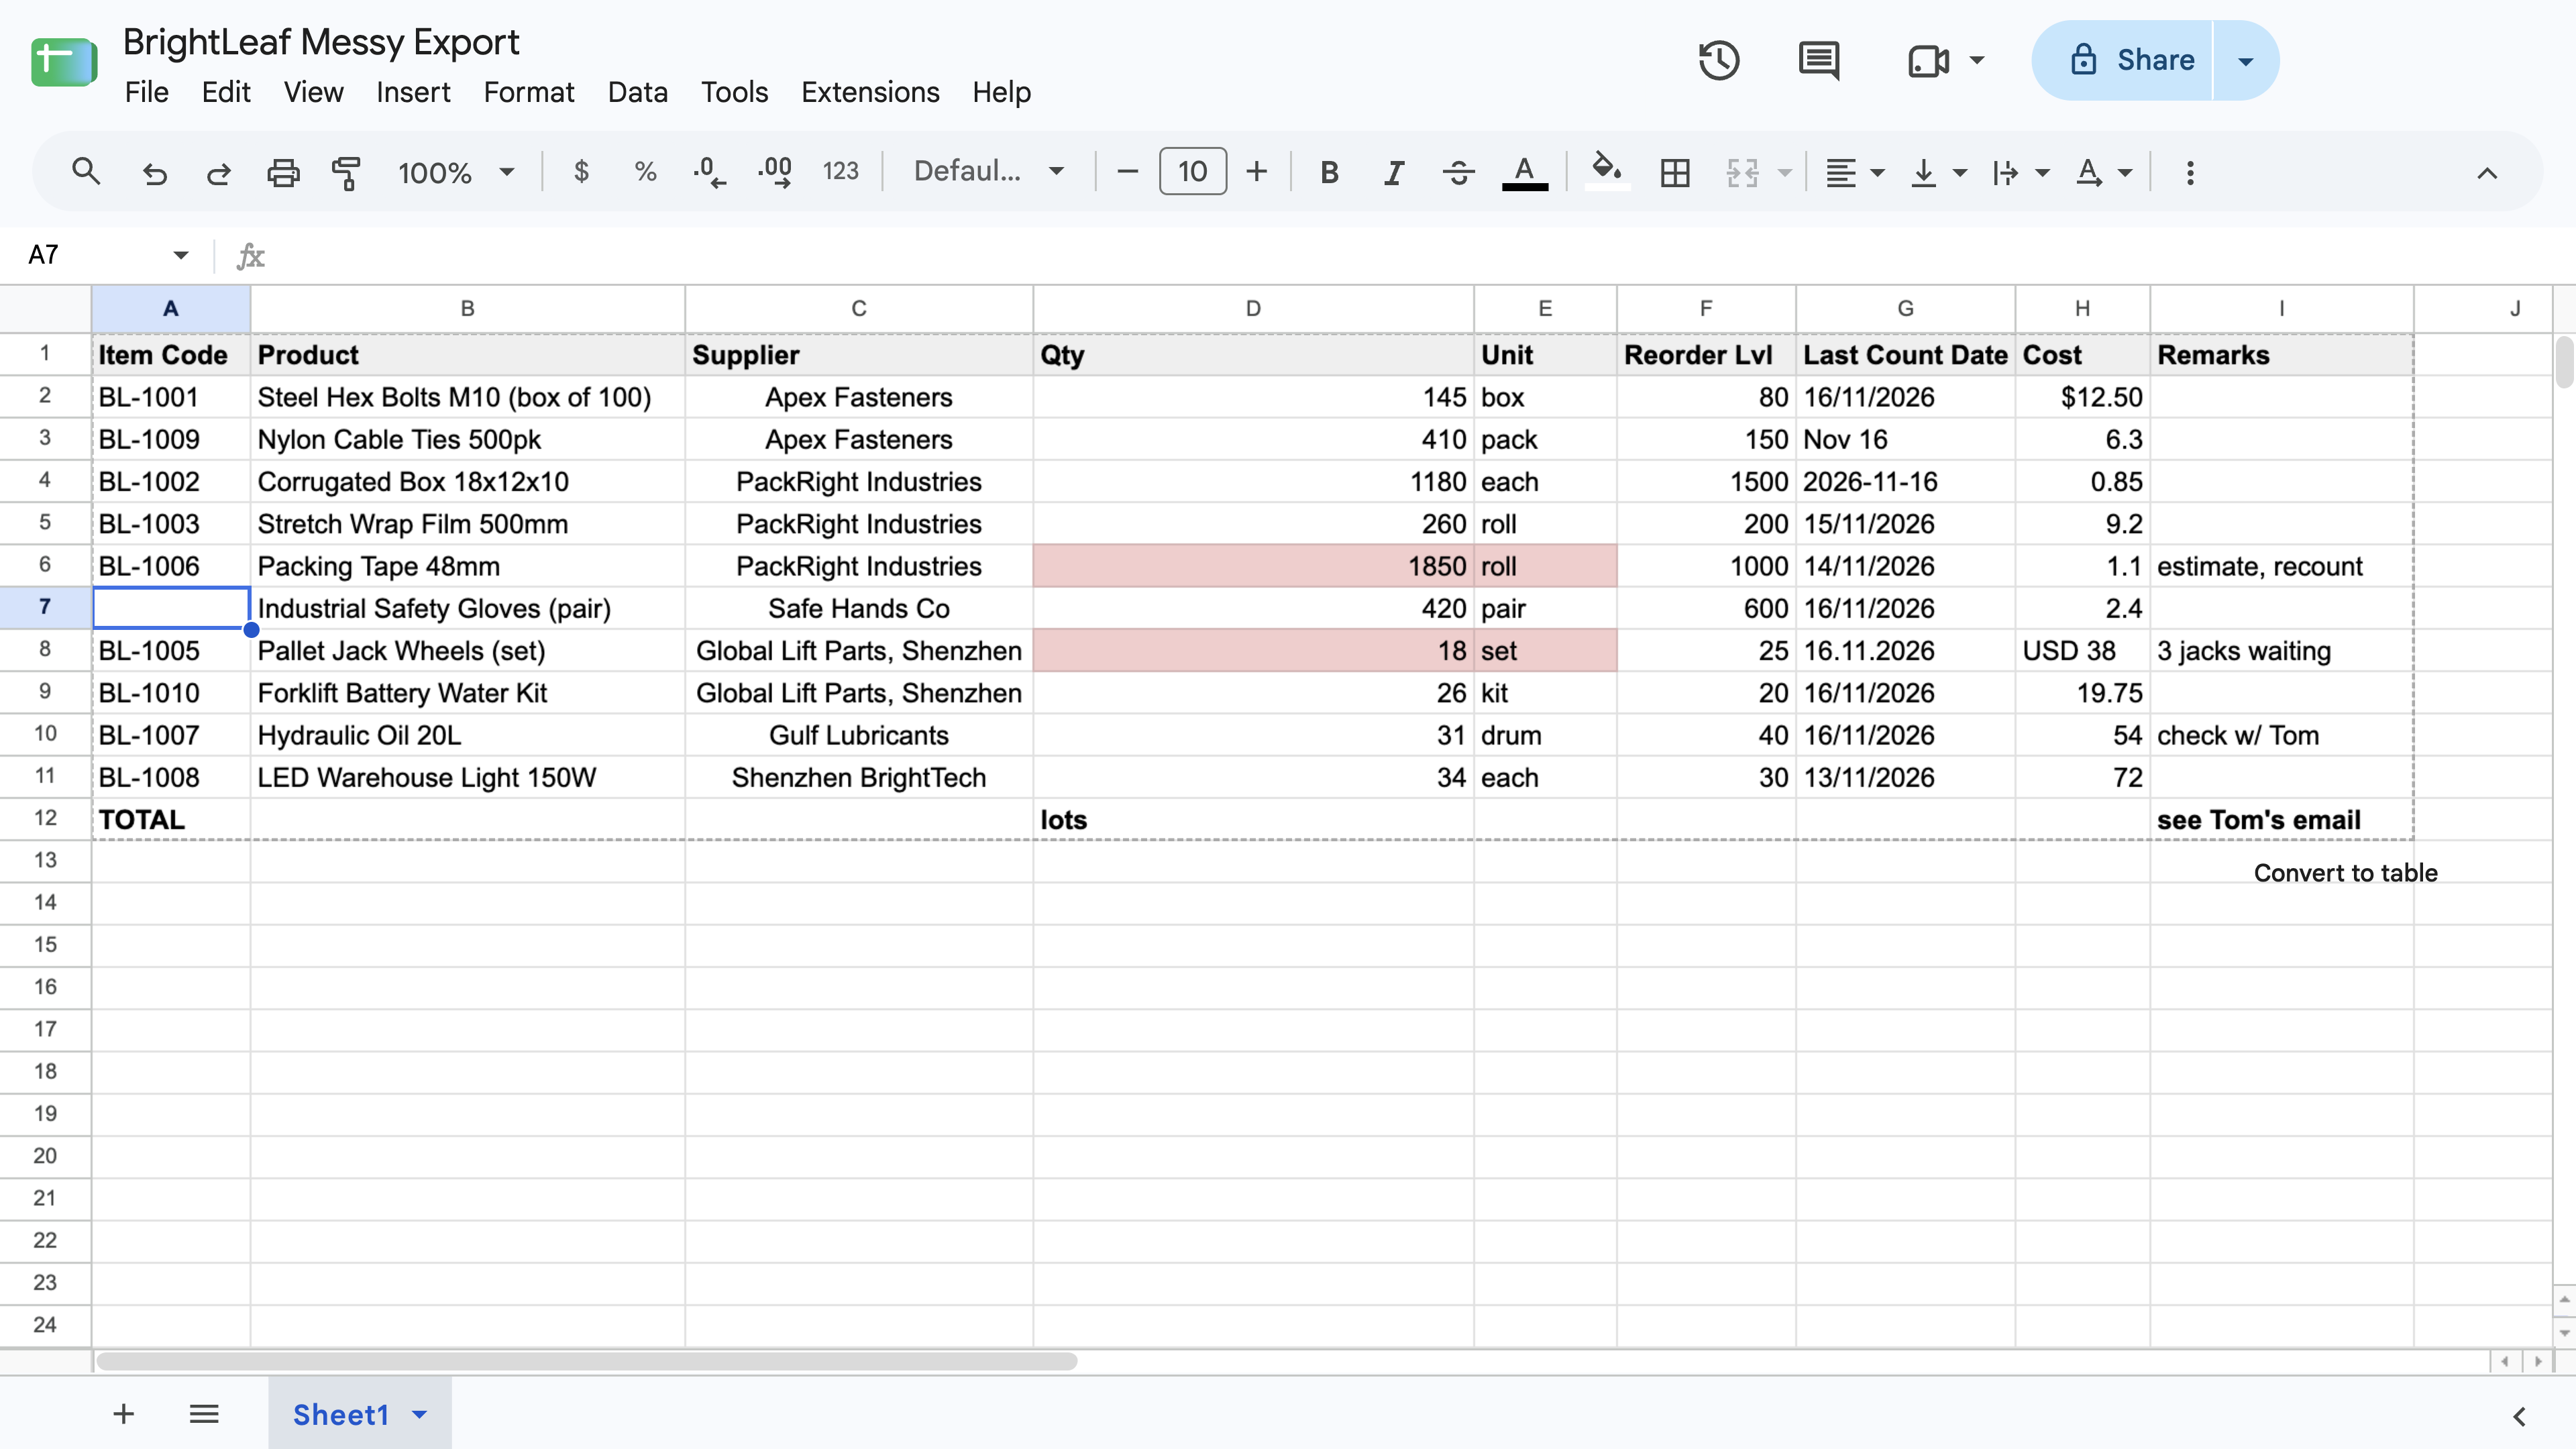 BrightLeaf Messy Export
File Edit View Insert Format Data Tools Extensions Help
Share
100% $ % .0 .00 123 Defaul... 10 B I S A A
A7 fx
A B C D E F G H I J
1 Item Code Product Supplier Qty Unit Reorder Lvl Last Count Date Cost Remarks
2 BL-1001 Steel Hex Bolts M10 (box of 100) Apex Fasteners 145 box 80 16/11/2026 $12.50
3 BL-1009 Nylon Cable Ties 500pk Apex Fasteners 410 pack 150 Nov 16 6.3
4 BL-1002 Corrugated Box 18x12x10 PackRight Industries 1180 each 1500 2026-11-16 0.85
5 BL-1003 Stretch Wrap Film 500mm PackRight Industries 260 roll 200 15/11/2026 9.2
6 BL-1006 Packing Tape 48mm PackRight Industries 1850 roll 1000 14/11/2026 1.1 estimate, recount
7 Industrial Safety Gloves (pair) Safe Hands Co 420 pair 600 16/11/2026 2.4
8 BL-1005 Pallet Jack Wheels (set) Global Lift Parts, Shenzhen 18 set 25 16.11.2026 USD 38 3 jacks waiting
9 BL-1010 Forklift Battery Water Kit Global Lift Parts, Shenzhen 26 kit 20 16/11/2026 19.75
10 BL-1007 Hydraulic Oil 20L Gulf Lubricants 31 drum 40 16/11/2026 54 check w/ Tom
11 BL-1008 LED Warehouse Light 150W Shenzhen BrightTech 34 each 30 13/11/2026 72
12 TOTAL lots see Tom's email
13
Convert to table
14
15
16
17
18
19
20
21
22
23
24
Sheet1